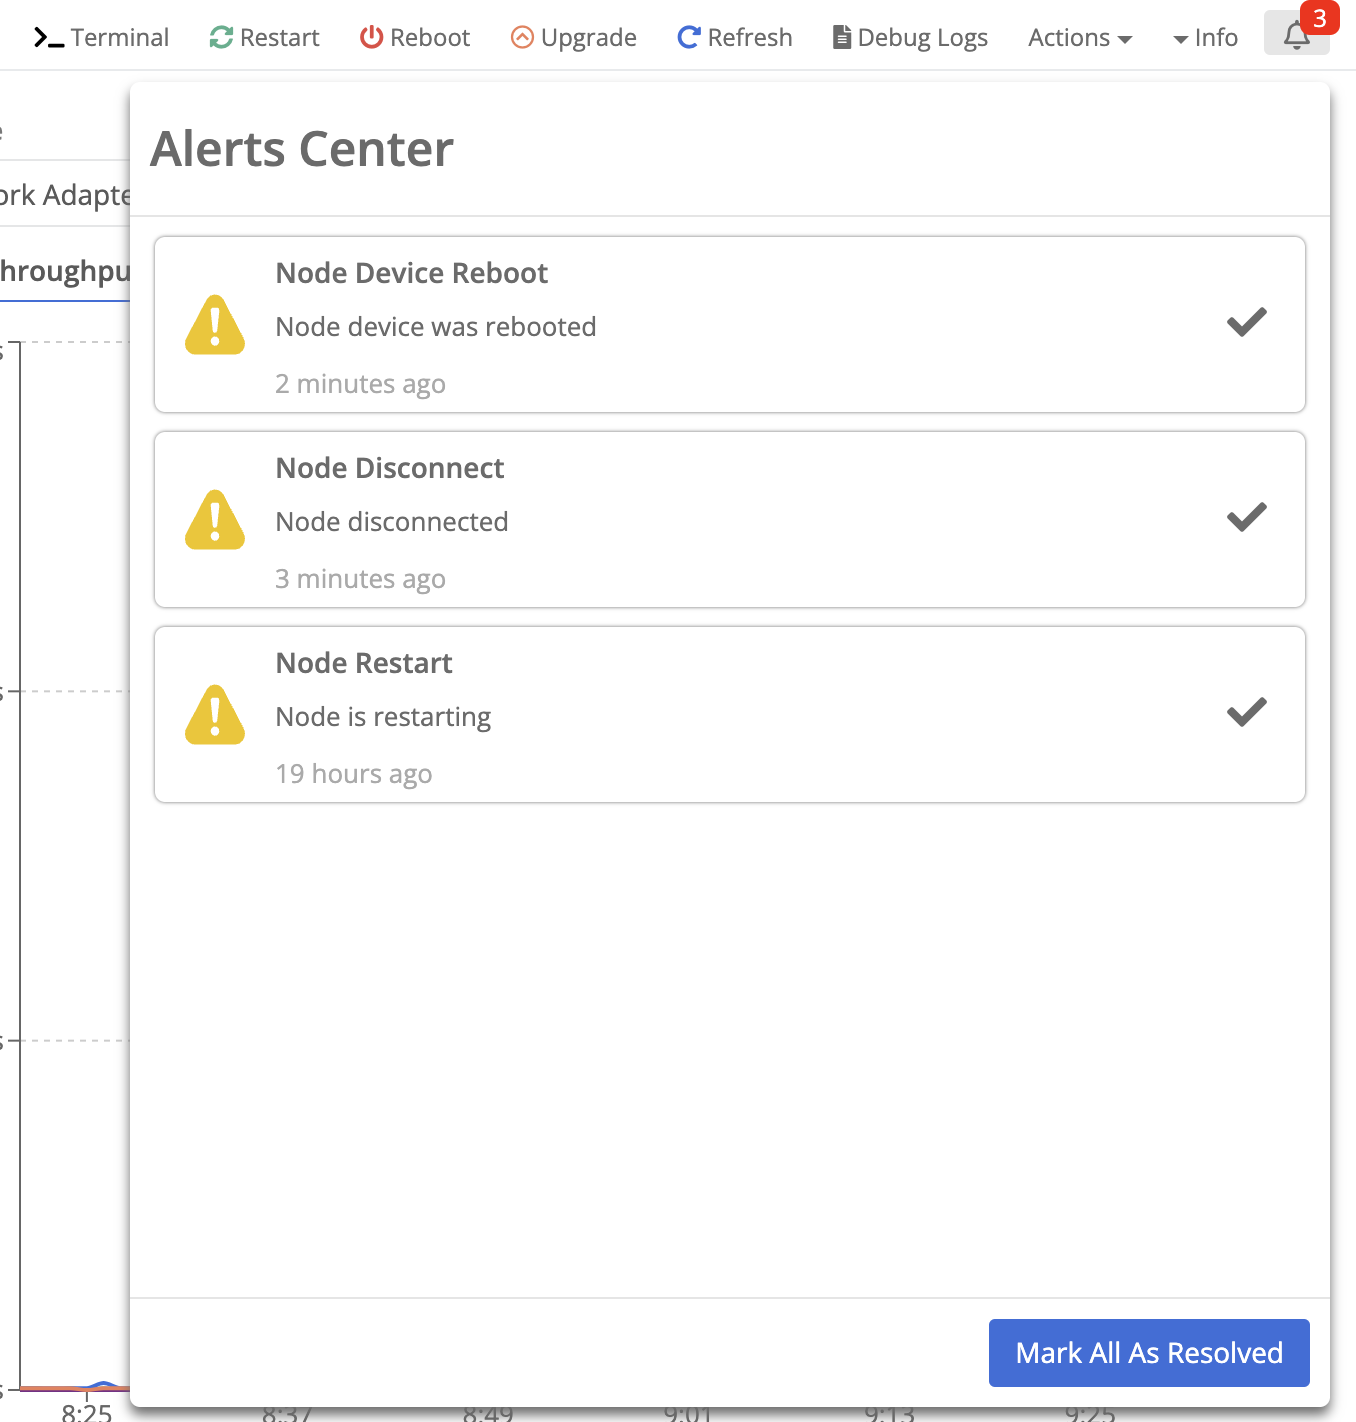 Terminal Restart Reboot Upgrade Refresh Debug Logs Actions Info 3
Alerts Center
ork Adapte
hroughpu
Node Device Reboot
Node device was rebooted
2 minutes ago
Node Disconnect
Node disconnected
3 minutes ago
Node Restart
Node is restarting
19 hours ago
Mark All As Resolved
8:25 8:37 8:49 9:01 9:13 9:25